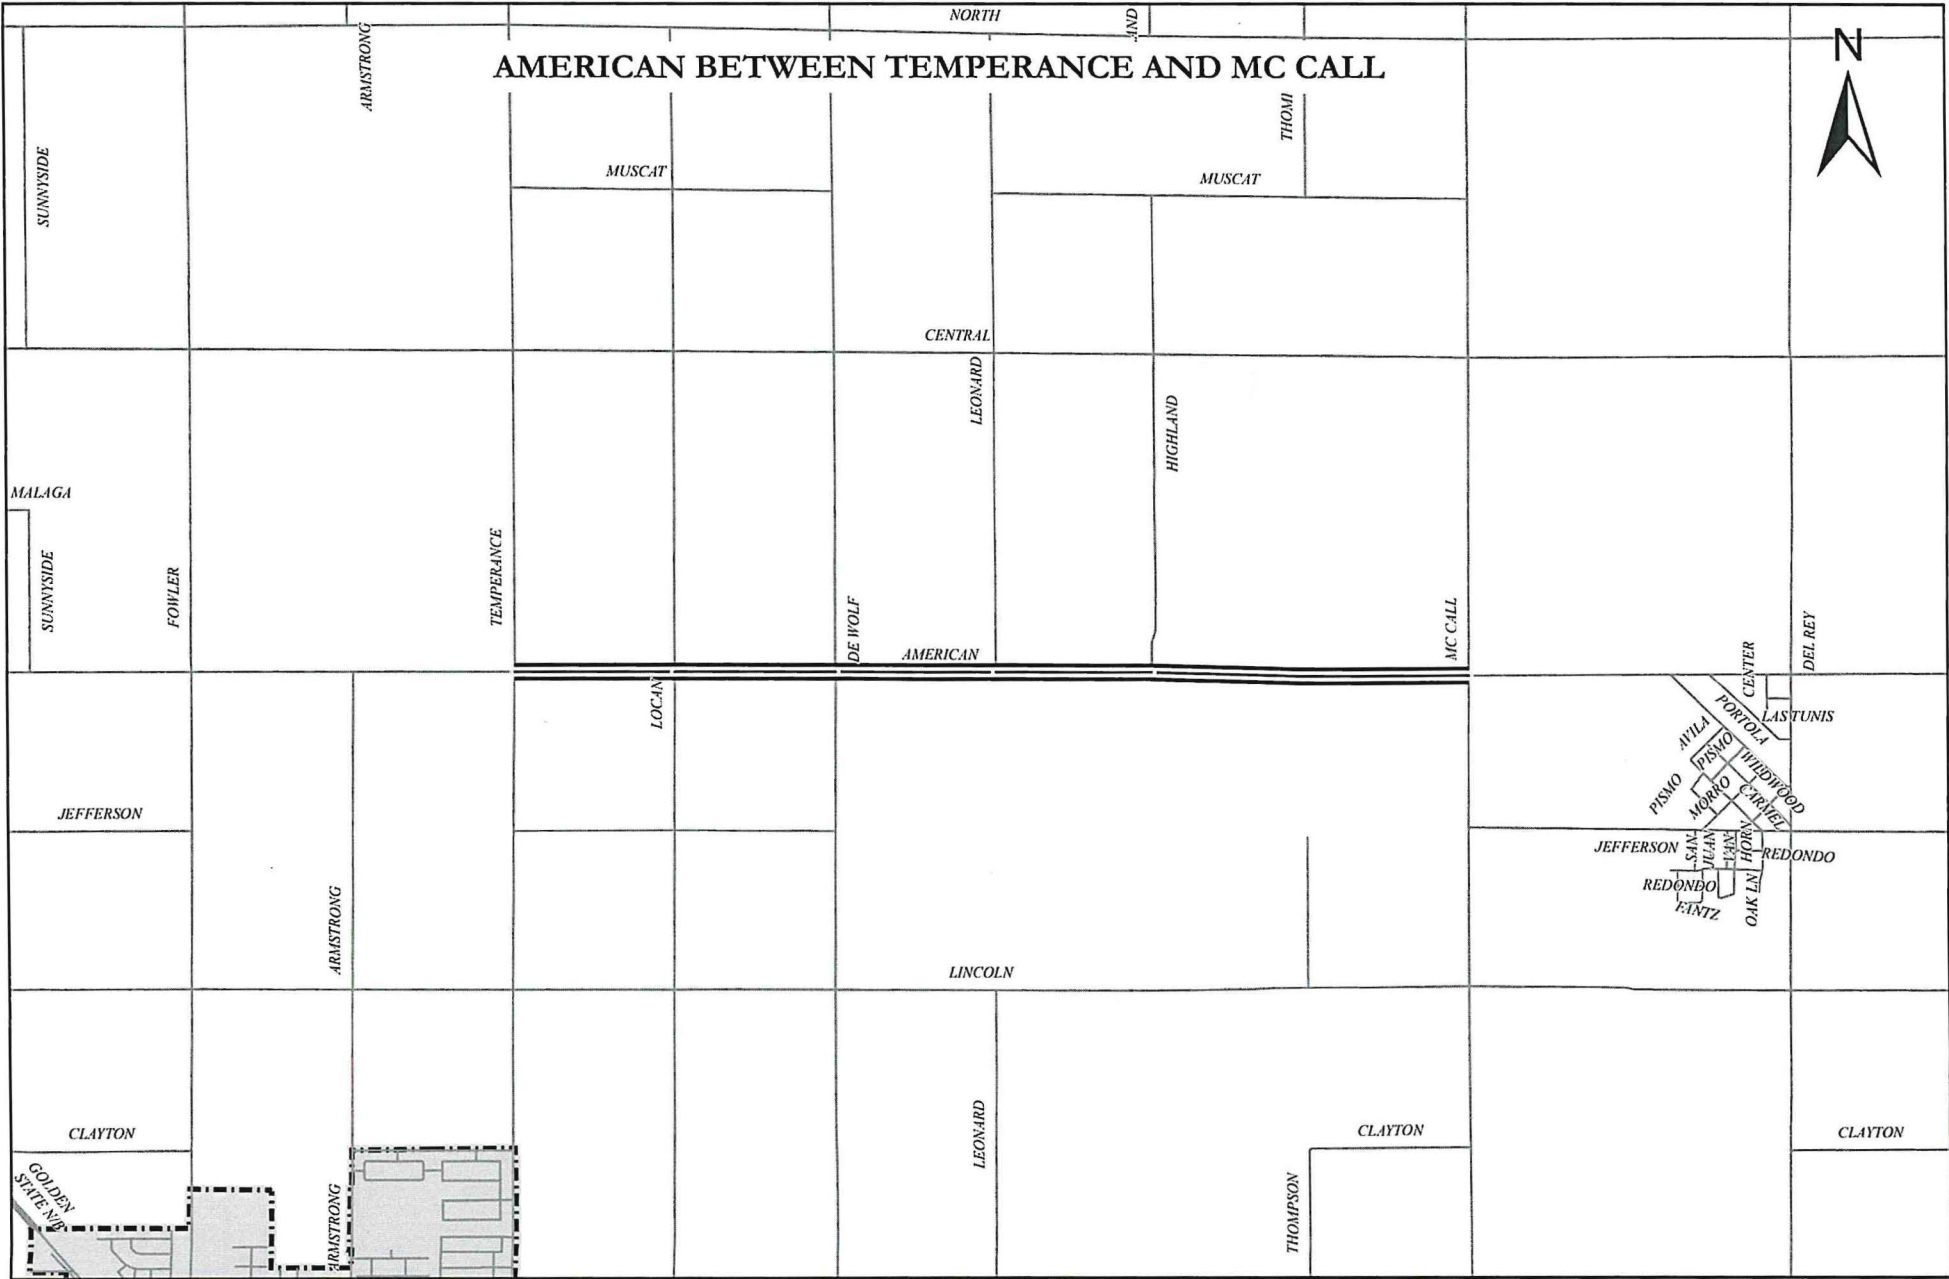 NORTH
AND
ARMSTRONG
AMERICAN BETWEEN TEMPERANCE AND MC CALL
N
THOMI
SUNNYSIDE
MUSCAT
MUSCAT
CENTRAL
LEONARD
HIGHLAND
MALAGA
SUNNYSIDE
FOWLER
TEMPERANCE
DE WOLF
AMERICAN
MC CALL
DEL REY
CENTER
LOCAN
LAS TUNIS
PORTOLA
AVILA
PISMO
WILDWOOD
PISMO
MORRO
CARMEL
JEFFERSON
JEFFERSON
SAN
JUAN
VAN
HORN
REDONDO
REDONDO
FANTZ
OAK LN
ARMSTRONG
LINCOLN
CLAYTON
LEONARD
CLAYTON
CLAYTON
GOLDEN
STATE N/B
ARMSTRONG
THOMPSON